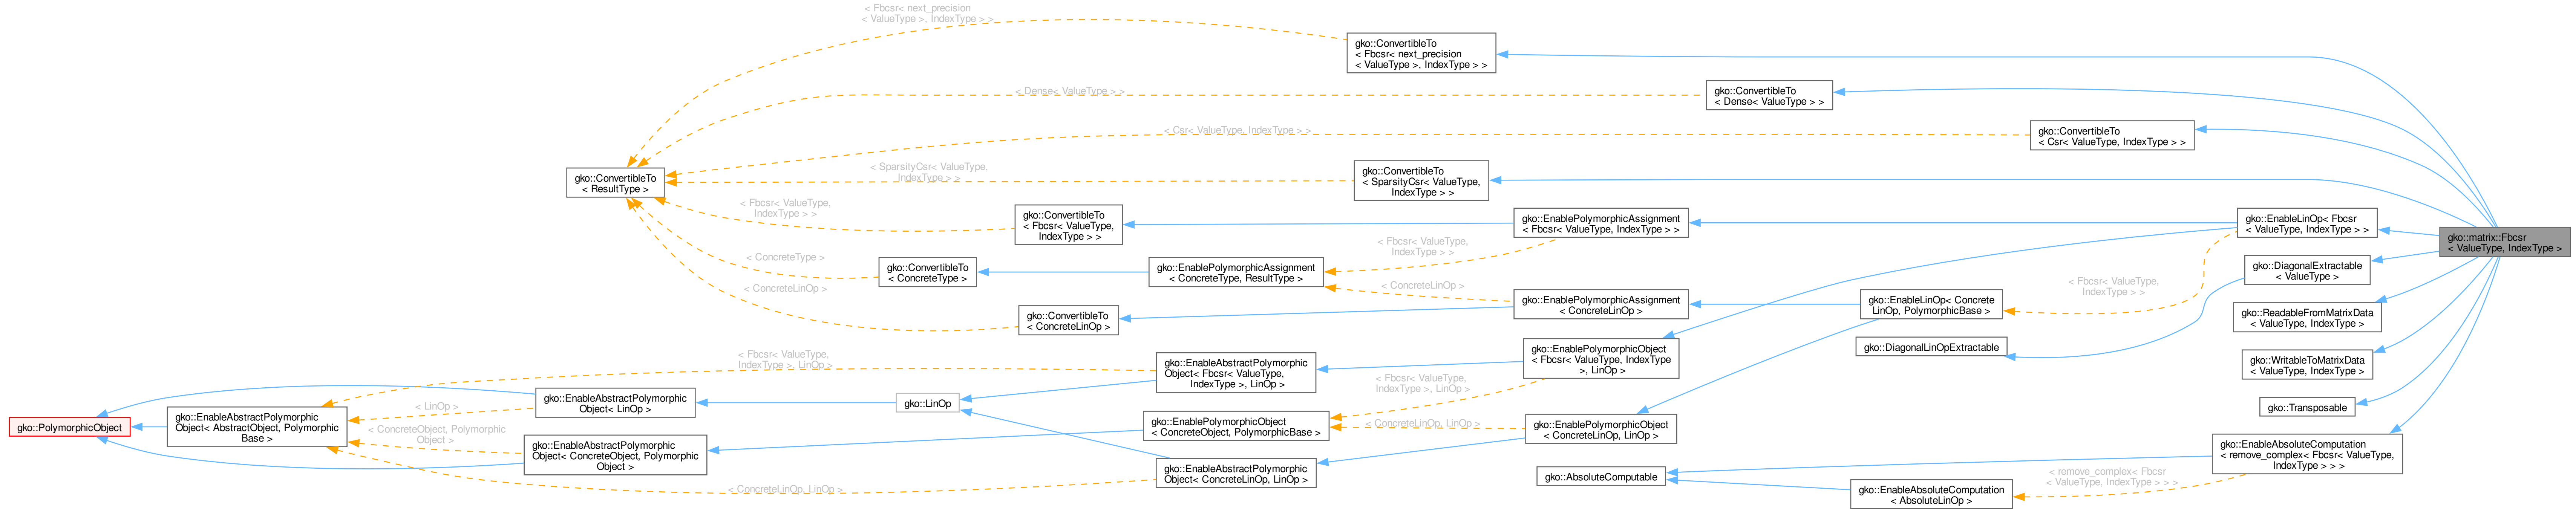 < Fbcsr< next_precision
< ValueType >, IndexType > >
gko::ConvertibleTo
< Fbcsr< next_precision
< ValueType >, IndexType > >
< Dense< ValueType > >
gko::ConvertibleTo
< Dense< ValueType > >
< Csr< ValueType, IndexType > >
gko::ConvertibleTo
< Csr< ValueType, IndexType > >
gko::ConvertibleTo
< ResultType >
< SparsityCsr< ValueType,
IndexType > >
gko::ConvertibleTo
< SparsityCsr< ValueType,
IndexType > >
< Fbcsr< ValueType,
IndexType > >
gko::ConvertibleTo
< Fbcsr< ValueType,
IndexType > >
gko::EnablePolymorphicAssignment
< Fbcsr< ValueType, IndexType > >
gko::EnableLinOp< Fbcsr
< ValueType, IndexType > >
gko::matrix::Fbcsr
< ValueType, IndexType >
< ConcreteType >
gko::ConvertibleTo
< ConcreteType >
gko::EnablePolymorphicAssignment
< ConcreteType, ResultType >
< Fbcsr< ValueType,
IndexType > >
gko::DiagonalExtractable
< ValueType >
< ConcreteLinOp >
gko::ConvertibleTo
< ConcreteLinOp >
< ConcreteLinOp >
gko::EnablePolymorphicAssignment
< ConcreteLinOp >
gko::EnableLinOp< Concrete
LinOp, PolymorphicBase >
< Fbcsr< ValueType,
IndexType > >
gko::ReadableFromMatrixData
< ValueType, IndexType >
gko::DiagonalLinOpExtractable
gko::WritableToMatrixData
< ValueType, IndexType >
< Fbcsr< ValueType,
IndexType >, LinOp >
gko::EnableAbstractPolymorphic
Object< Fbcsr< ValueType,
IndexType >, LinOp >
gko::EnablePolymorphicObject
< Fbcsr< ValueType, IndexType
>, LinOp >
< Fbcsr< ValueType,
IndexType >, LinOp >
gko::PolymorphicObject
gko::EnableAbstractPolymorphic
Object< AbstractObject, Polymorphic
Base >
< LinOp >
gko::EnableAbstractPolymorphic
Object< LinOp >
gko::LinOp
gko::Transposable
< ConcreteObject, Polymorphic
Object >
gko::EnableAbstractPolymorphic
Object< ConcreteObject, Polymorphic
Object >
gko::EnablePolymorphicObject
< ConcreteObject, PolymorphicBase >
< ConcreteLinOp, LinOp >
gko::EnablePolymorphicObject
< ConcreteLinOp, LinOp >
< ConcreteLinOp, LinOp >
gko::EnableAbstractPolymorphic
Object< ConcreteLinOp, LinOp >
gko::AbsoluteComputable
gko::EnableAbsoluteComputation
< remove_complex< Fbcsr< ValueType,
IndexType > > >
gko::EnableAbsoluteComputation
< AbsoluteLinOp >
< remove_complex< Fbcsr
< ValueType, IndexType > > >